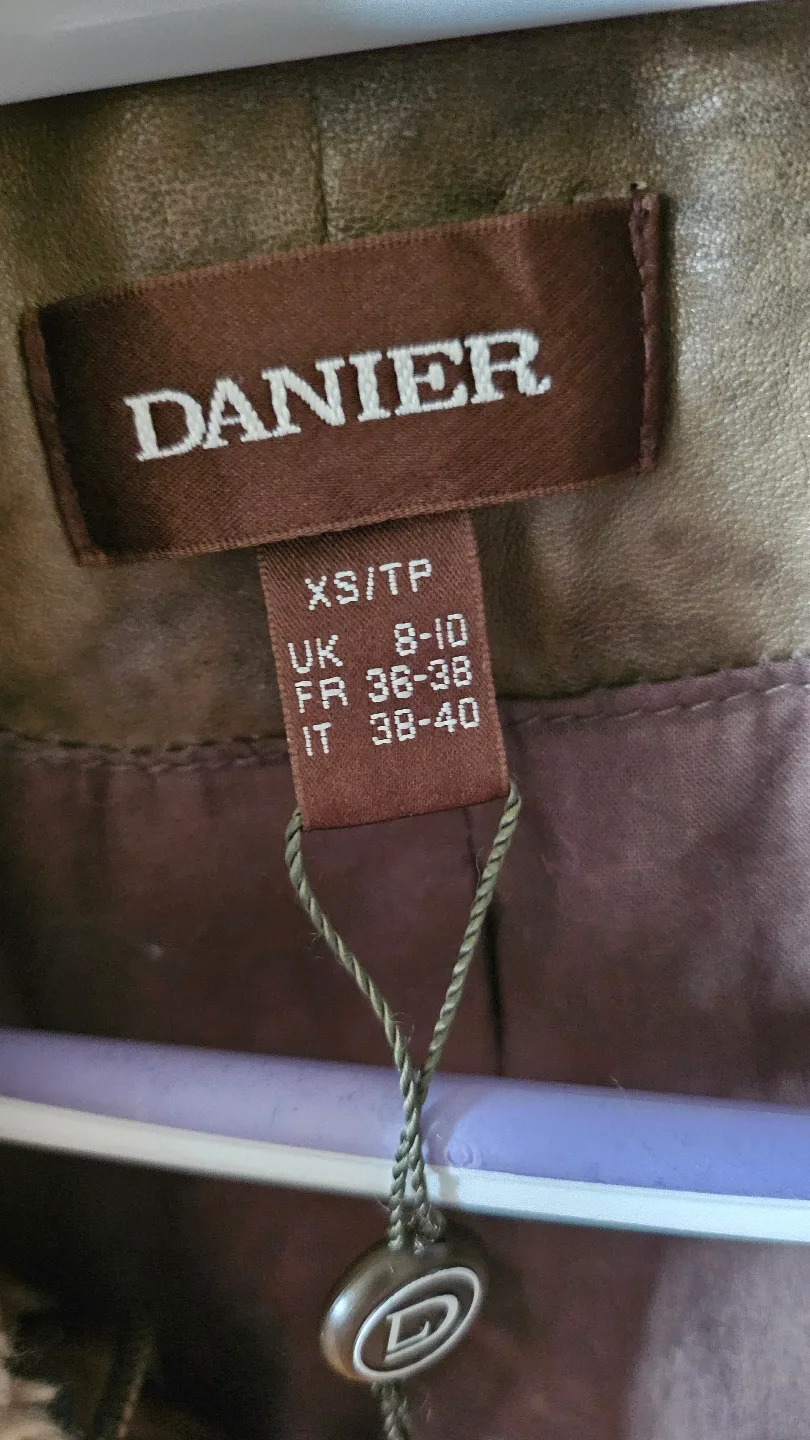 DANIER
XS/TP
UK 8-10
FR 36-38
IT 38-40
D